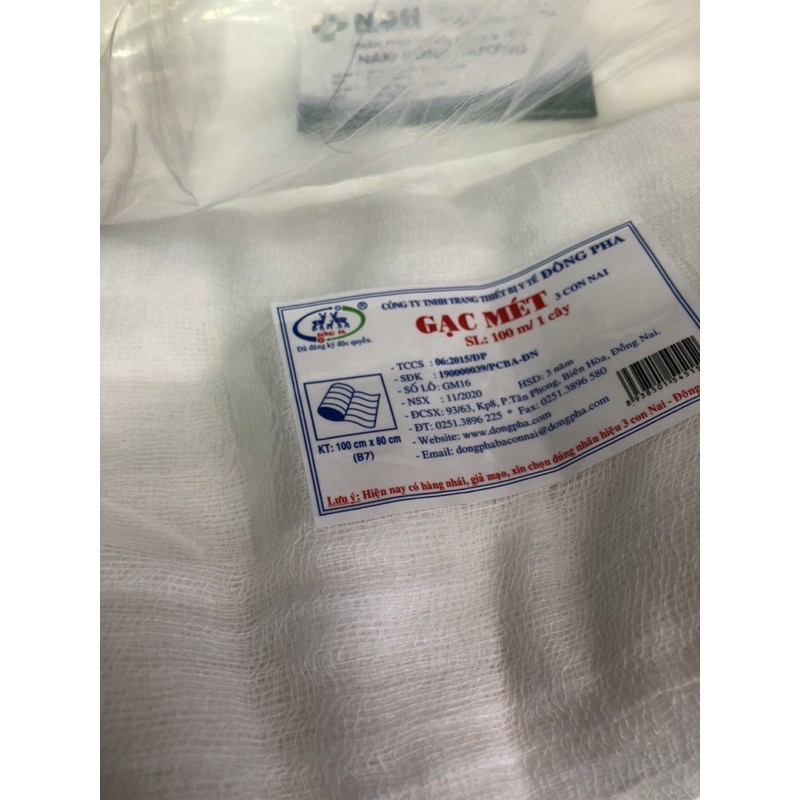 CÔNG TY TNHH TRANG THIẾT BỊ Y TẾ ĐÔNG PHA
GẠC MÉT 3 CON NAI
SL: 100 m/ 1 cây
ĐÔNG PA
Đã đăng ký độc quyền.
- TCCS : 06:2015/ĐP
- SĐK : 190000039/PCBA-ĐN
- SỐ LÔ: GM16
- NSX : 11/2020 HSD: 3 năm
- ĐCSX: 93/63, Kp8, P.Tân Phong, Biên Hòa, Đồng Nai.
- ĐT: 0251.3896 225 * Fax: 0251.3896 580
- Website: www.dongpha.com
- Email: dongphabaconnai@dongpha.com
KT: 100 cm x 80 cm
(B7)
Lưu ý: Hiện nay có hàng nhái, giả mạo, xin chọn đúng nhãn hiệu 3 con Nai - Đông